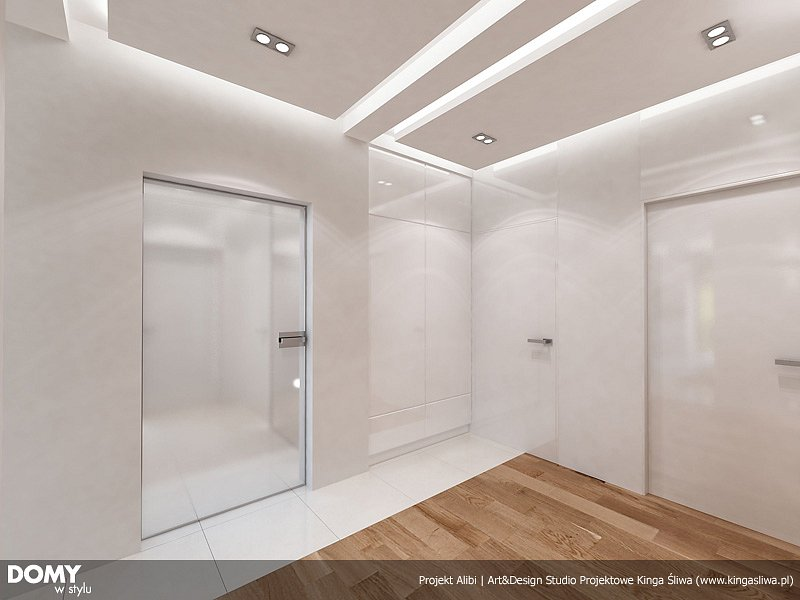 DOMY
w stylu
Projekt Alibi | Art&Design Studio Projektowe Kinga Śliwa (www.kingasliwa.pl)